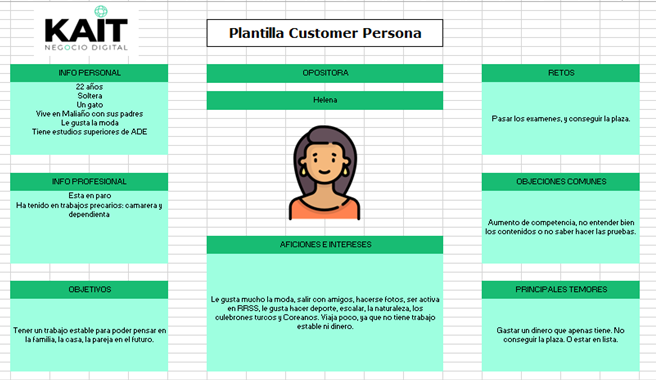 KAIT
NEGOCIO DIGITAL
Plantilla Customer Persona
INFO PERSONAL
22 años
Soltera
Un gato
Vive en Maliaño con sus padres
Le gusta la moda
Tiene estudios superiores de ADE
INFO PROFESIONAL
Esta en paro
Ha tenido en trabajos precarios: camarera y
dependienta
OBJETIVOS
Tener un trabajo estable para poder pensar en
la familia, la casa, la pareja en el futuro.
OPOSITORA
Helena
AFICIONES E INTERESES
Le gusta mucho la moda, salir con amigos, hacerse fotos, ser activa
en RRSS, le gusta hacer deporte, escalar, la naturaleza, los
culebrones turcos y Coreanos. Viaja poco, ya que no tiene trabajo
estable ni dinero.
RETOS
Pasar los examenes, y conseguir la plaza.
OBJECIONES COMUNES
Aumento de competencia, no entender bien
los contenidos o no saber hacer las pruebas.
PRINCIPALES TEMORES
Gastar un dinero que apenas tiene. No
conseguir la plaza. O estar en lista.